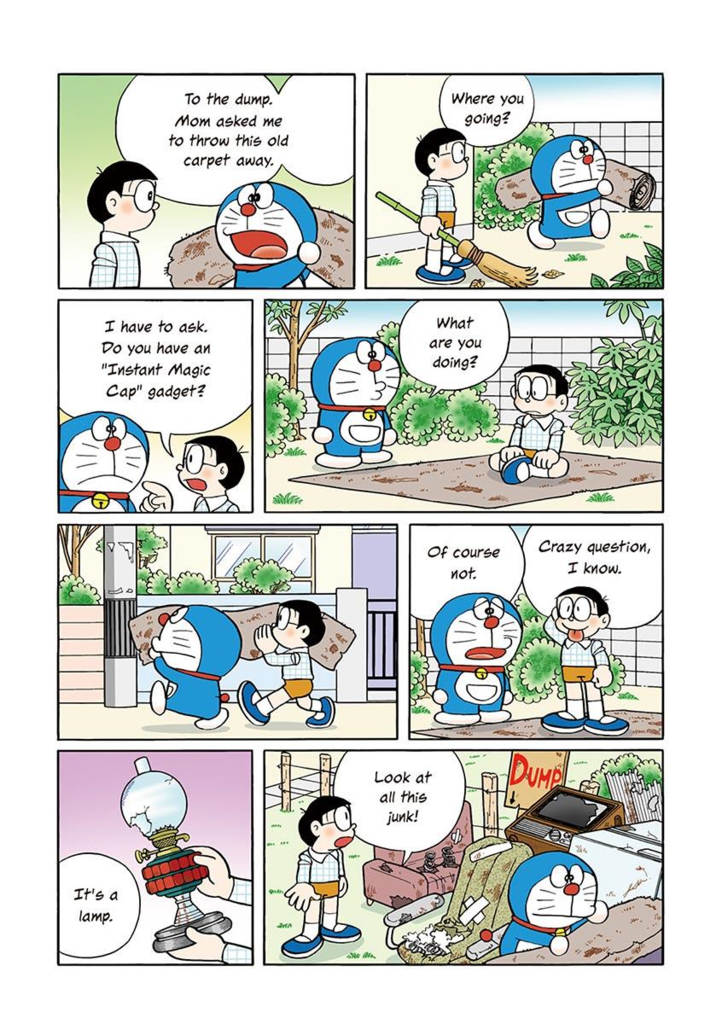 Where you
going?
To the dump.
Mom asked me
to throw this old
carpet away.
What
are you
doing?
I have to ask.
Do you have an
"Instant Magic
Cap" gadget?
Crazy question,
I know.
Of course
not.
DUMP
Look at
all this
junk!
It's a
lamp.